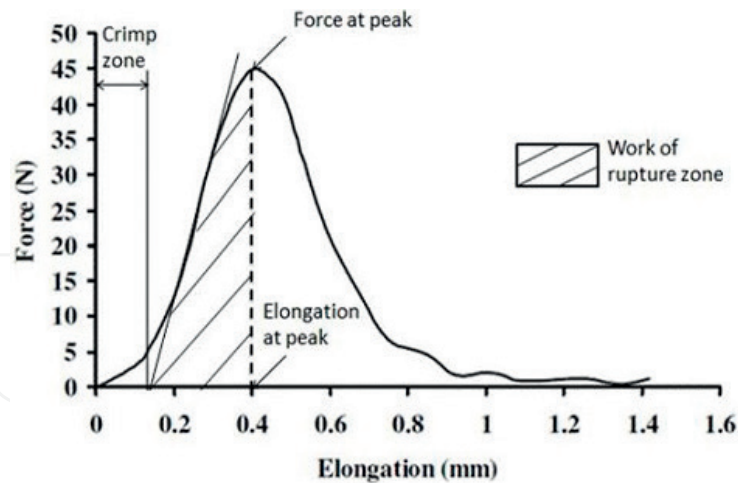 Force at peak
Crimp
zone
50
45
40
35
30
25
20
15
10
5
0
Force (N)
Work of
rupture zone
Elongation
at peak
0 0.2 0.4 0.6 0.8 1 1.2 1.4 1.6
Elongation (mm)